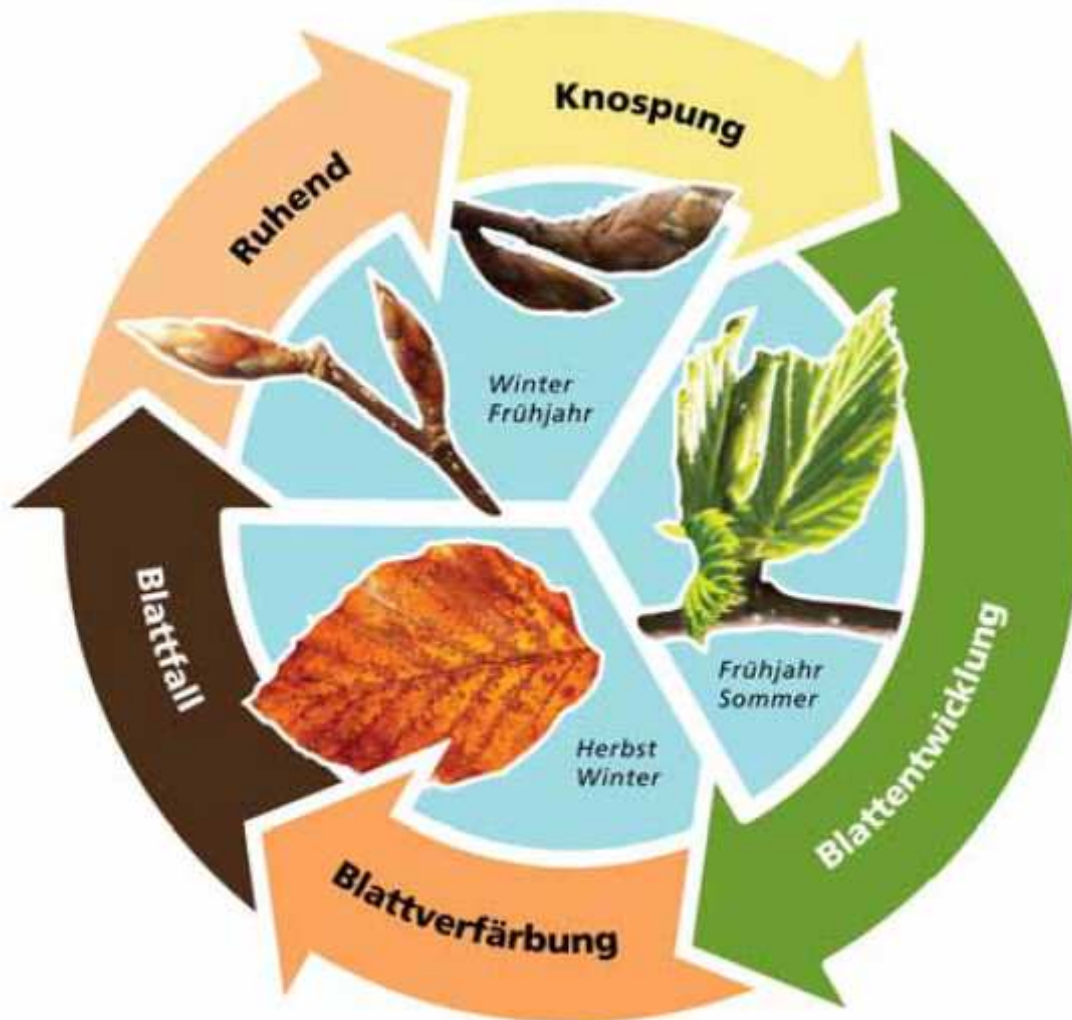 Knospung
Ruhend
Winter
Frühjahr
Frühjahr
Sommer
Blattentwicklung
Blattfall
Herbst
Winter
Blattverfärbung